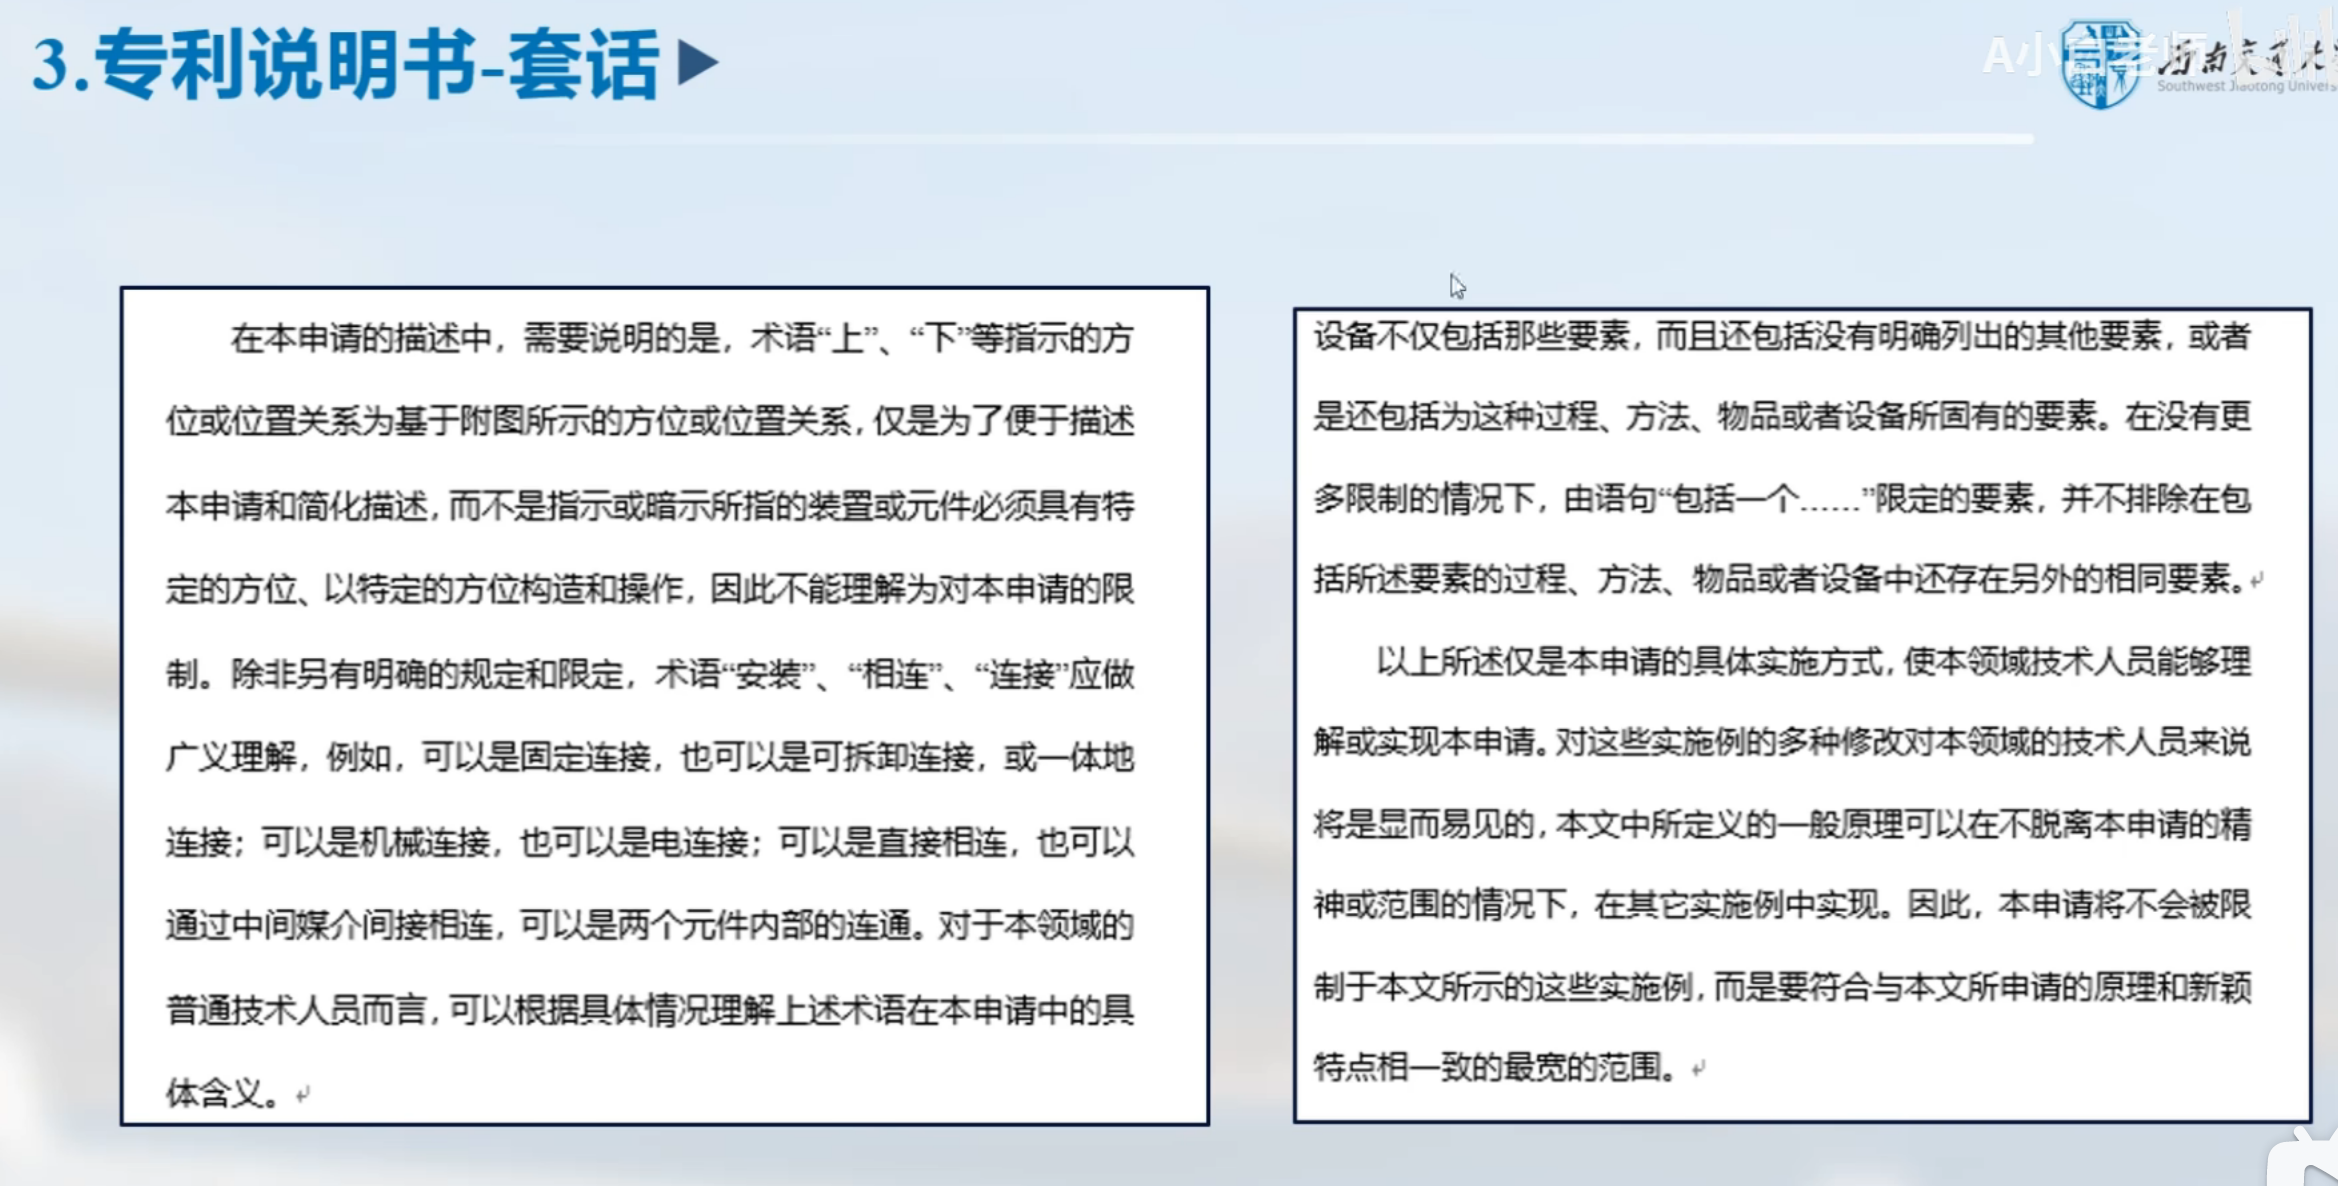 3.专利说明书-套话
A小白老师
Southwest Jiaotong Univers
在本申请的描述中，需要说明的是，术语“上”、“下”等指示的方
位或位置关系为基于附图所示的方位或位置关系，仅是为了便于描述
本申请和简化描述，而不是指示或暗示所指的装置或元件必须具有特
定的方位、以特定的方位构造和操作，因此不能理解为对本申请的限
制。除非另有明确的规定和限定，术语“安装”、“相连”、“连接”应做
广义理解，例如，可以是固定连接，也可以是可拆卸连接，或一体地
连接；可以是机械连接，也可以是电连接；可以是直接相连，也可以
通过中间媒介间接相连，可以是两个元件内部的连通。对于本领域的
普通技术人员而言，可以根据具体情况理解上述术语在本申请中的具
体含义。
设备不仅包括那些要素，而且还包括没有明确列出的其他要素，或者
是还包括为这种过程、方法、物品或者设备所固有的要素。在没有更
多限制的情况下，由语句“包括一个……”限定的要素，并不排除在包
括所述要素的过程、方法、物品或者设备中还存在另外的相同要素。
以上所述仅是本申请的具体实施方式，使本领域技术人员能够理
解或实现本申请。对这些实施例的多种修改对本领域的技术人员来说
将是显而易见的，本文中所定义的一般原理可以在不脱离本申请的精
神或范围的情况下，在其它实施例中实现。因此，本申请将不会被限
制于本文所示的这些实施例，而是要符合与本文所申请的原理和新颖
特点相一致的最宽的范围。